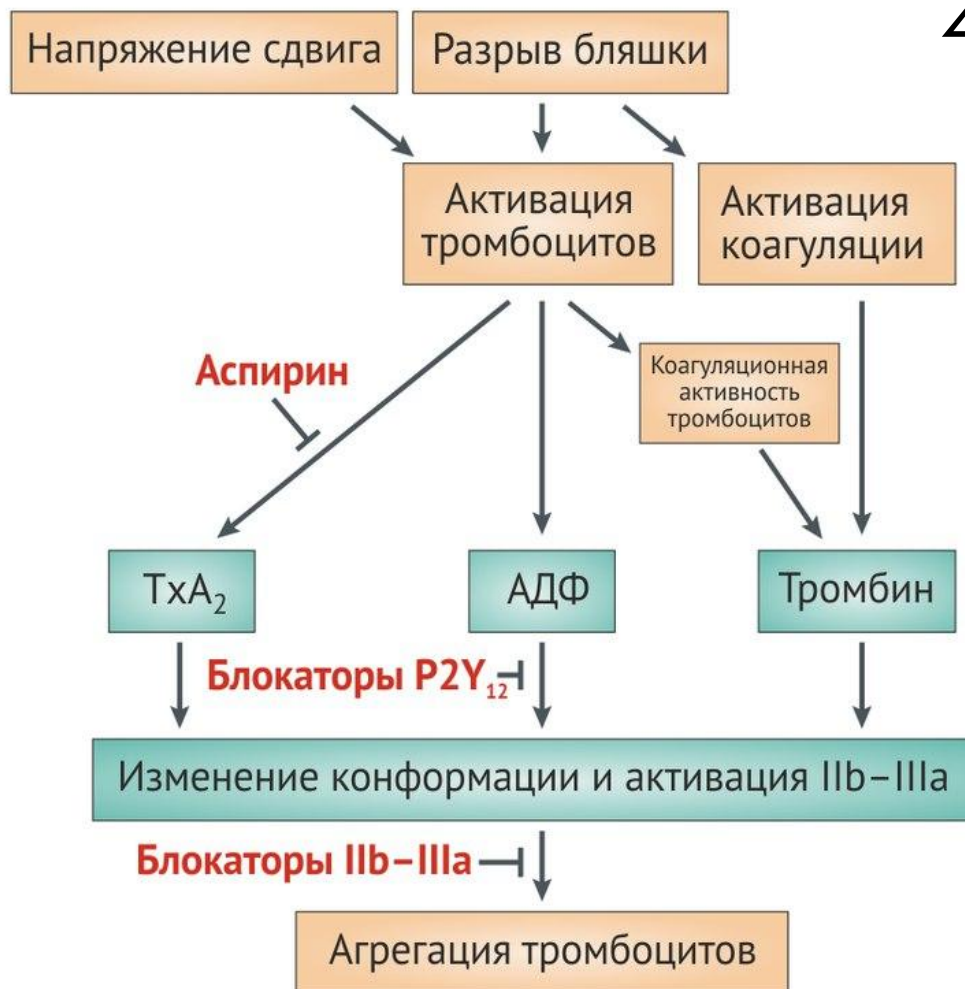 Напряжение сдвига
Разрыв бляшки
Активация
тромбоцитов
Активация
коагуляции
Аспирин
Коагуляционная
активность
тромбоцитов
TxA₂
АДФ
Тромбин
Блокаторы P2Y₁₂
Изменение конформации и активация IIb–IIIa
Блокаторы IIb–IIIa
Агрегация тромбоцитов